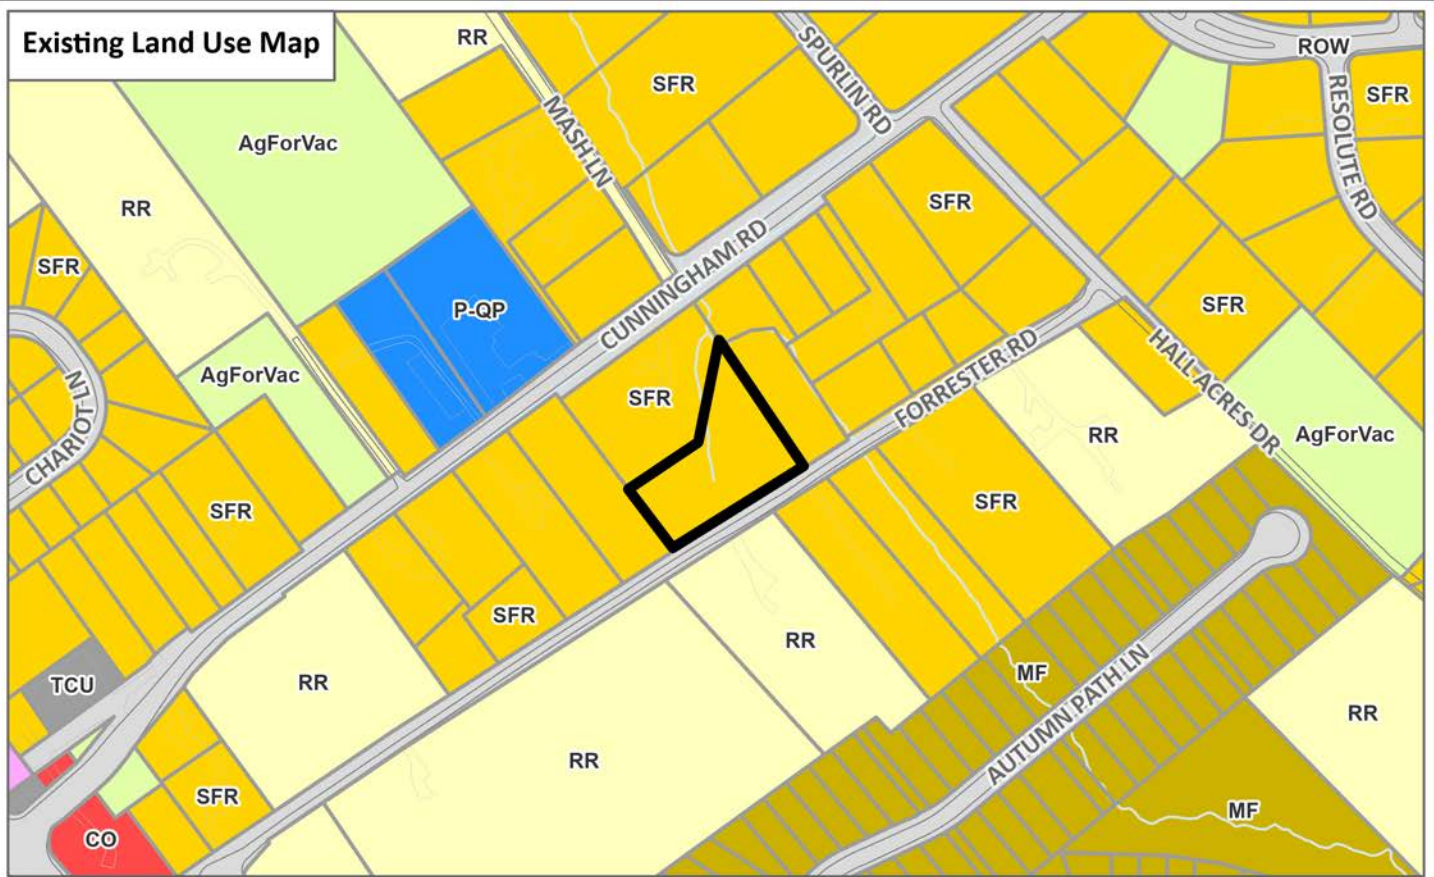 Existing Land Use Map
RR
SFR
SPURLIN RD
ROW
SFR
RESOLUTE RD
AgForVac
MASH LN
RR
SFR
SFR
CUNNINGHAM RD
P-QP
SFR
AgForVac
SFR
FORRESTER RD
HALL ACRES DR
CHARIOT LN
RR
AgForVac
SFR
SFR
SFR
RR
MF
TCU
RR
AUTUMN PATH LN
RR
RR
SFR
MF
CO